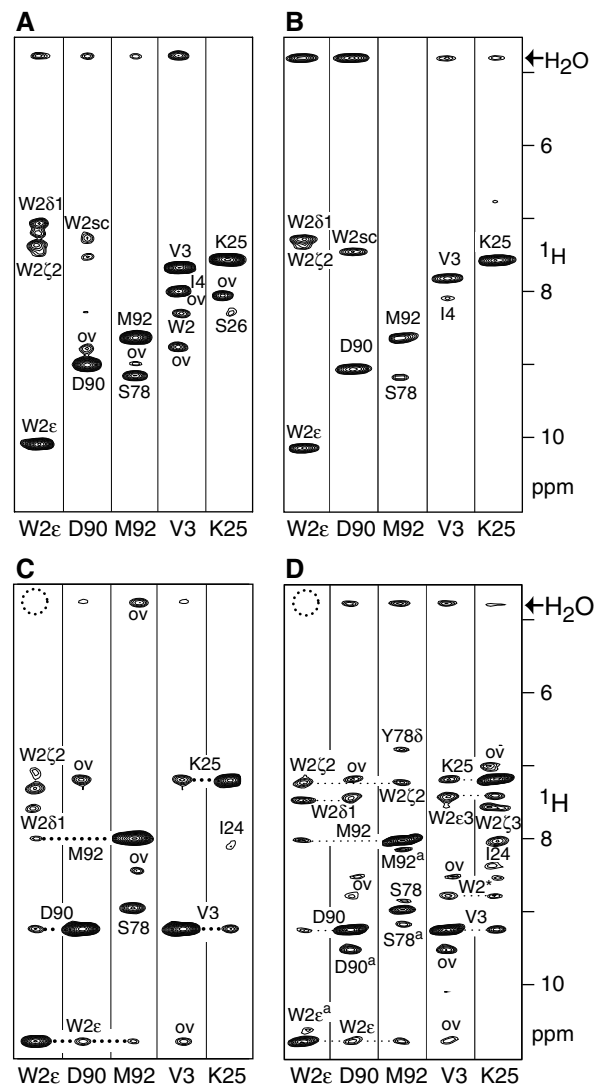 A
B
H2O
6
W2δ1
W2sc
W2δ1
W2sc
V3
K25
K25
1H
W2ζ2
W2ζ2
V3
I4
ov
ov
8
M92
W2
S26
M92
I4
ov
ov
ov
D90
D90
S78
S78
W2ε
W2ε
10
ppm
W2ε D90 M92 V3 K25
W2ε D90 M92 V3 K25
C
D
H2O
ov
6
Y78δ
W2ζ2
ov
K25
W2ζ2
ov
K25
ov
1H
W2δ1
W2δ1
W2ζ2
W2ε3
W2ζ3
M92
M92
8
I24
M92a
I24
ov
ov
S78
ov
W2*
D90
S78
V3
D90
V3
S78a
D90a
ov
10
W2ε
ov
W2εa
W2ε
ov
ppm
W2ε D90 M92 V3 K25
W2ε D90 M92 V3 K25